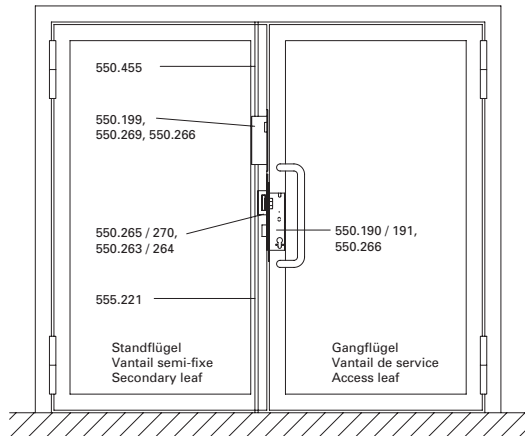 550.455
550.199,
550.269, 550.266
550.265 / 270,
550.263 / 264
550.190 / 191,
550.266
555.221
Standflügel
Vantail semi-fixe
Secondary leaf
Gangflügel
Vantail de service
Access leaf